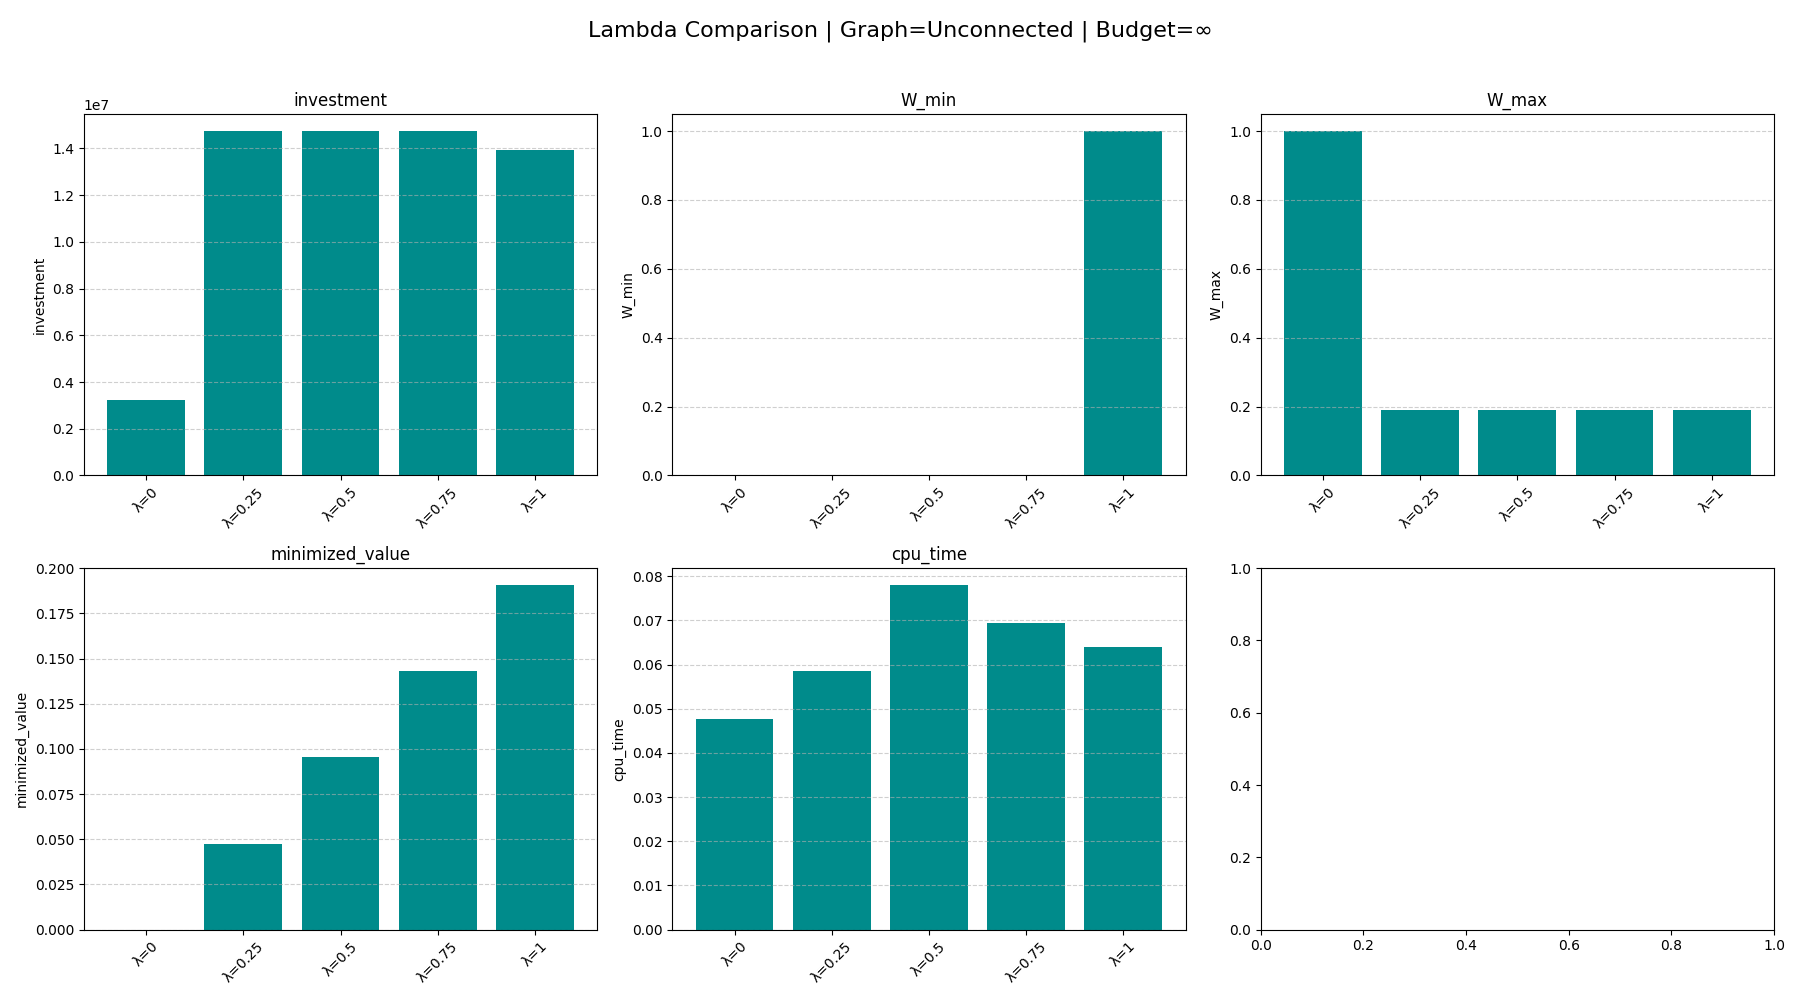 Lambda Comparison | Graph=Unconnected | Budget=∞
investment
1e7
investment
1.4
1.2
1.0
0.8
0.6
0.4
0.2
0.0
λ=0
λ=0.25
λ=0.5
λ=0.75
λ=1
W_min
W_min
1.0
0.8
0.6
0.4
0.2
0.0
λ=0
λ=0.25
λ=0.5
λ=0.75
λ=1
W_max
W_max
1.0
0.8
0.6
0.4
0.2
0.0
λ=0
λ=0.25
λ=0.5
λ=0.75
λ=1
minimized_value
minimized_value
0.200
0.175
0.150
0.125
0.100
0.075
0.050
0.025
0.000
λ=0
λ=0.25
λ=0.5
λ=0.75
λ=1
cpu_time
cpu_time
0.08
0.07
0.06
0.05
0.04
0.03
0.02
0.01
0.00
λ=0
λ=0.25
λ=0.5
λ=0.75
λ=1
1.0
0.8
0.6
0.4
0.2
0.0
0.0
0.2
0.4
0.6
0.8
1.0